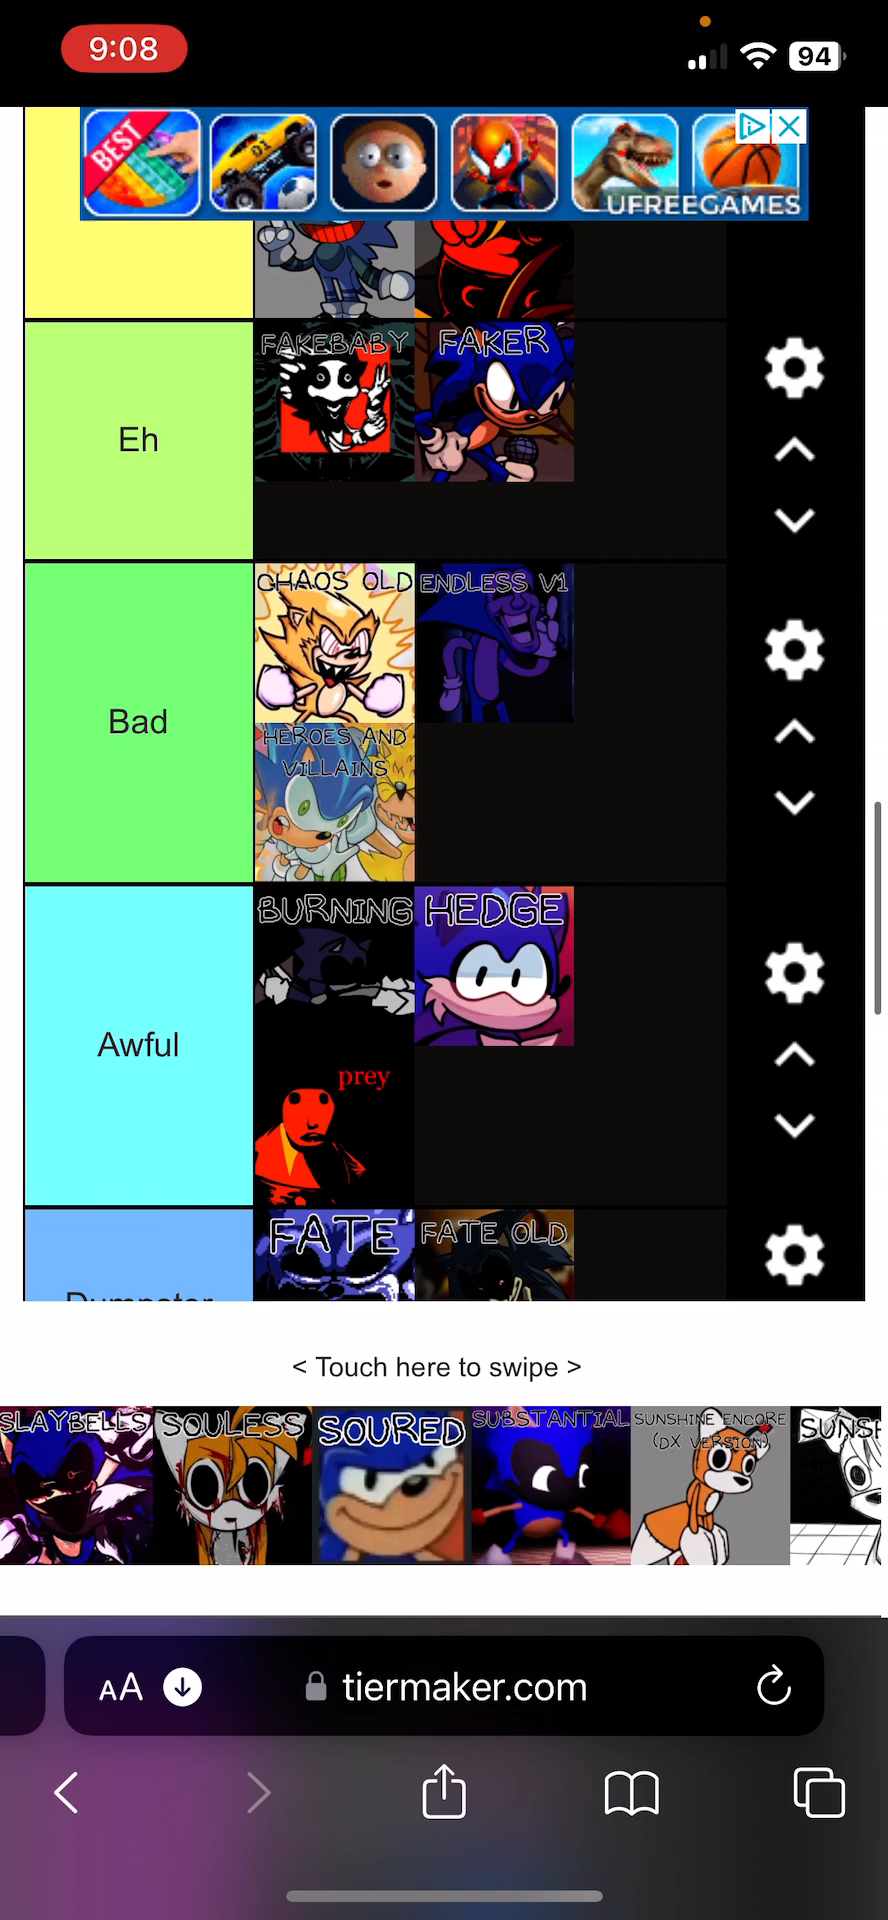 9:08
94
BEST
01
UFREEGAMES
Eh
FAKEBABY
FAKER
Bad
CHAOS OLD
ENDLESS V1
HEROES AND
VILLAINS
Awful
BURNING
HEDGE
prey
FATE
FATE OLD
< Touch here to swipe >
SLAYBELLS
SOULESS
SOURED
SUBSTANTIAL
SUNSHINE ENCORE
(DX VERSION)
AA
tiermaker.com